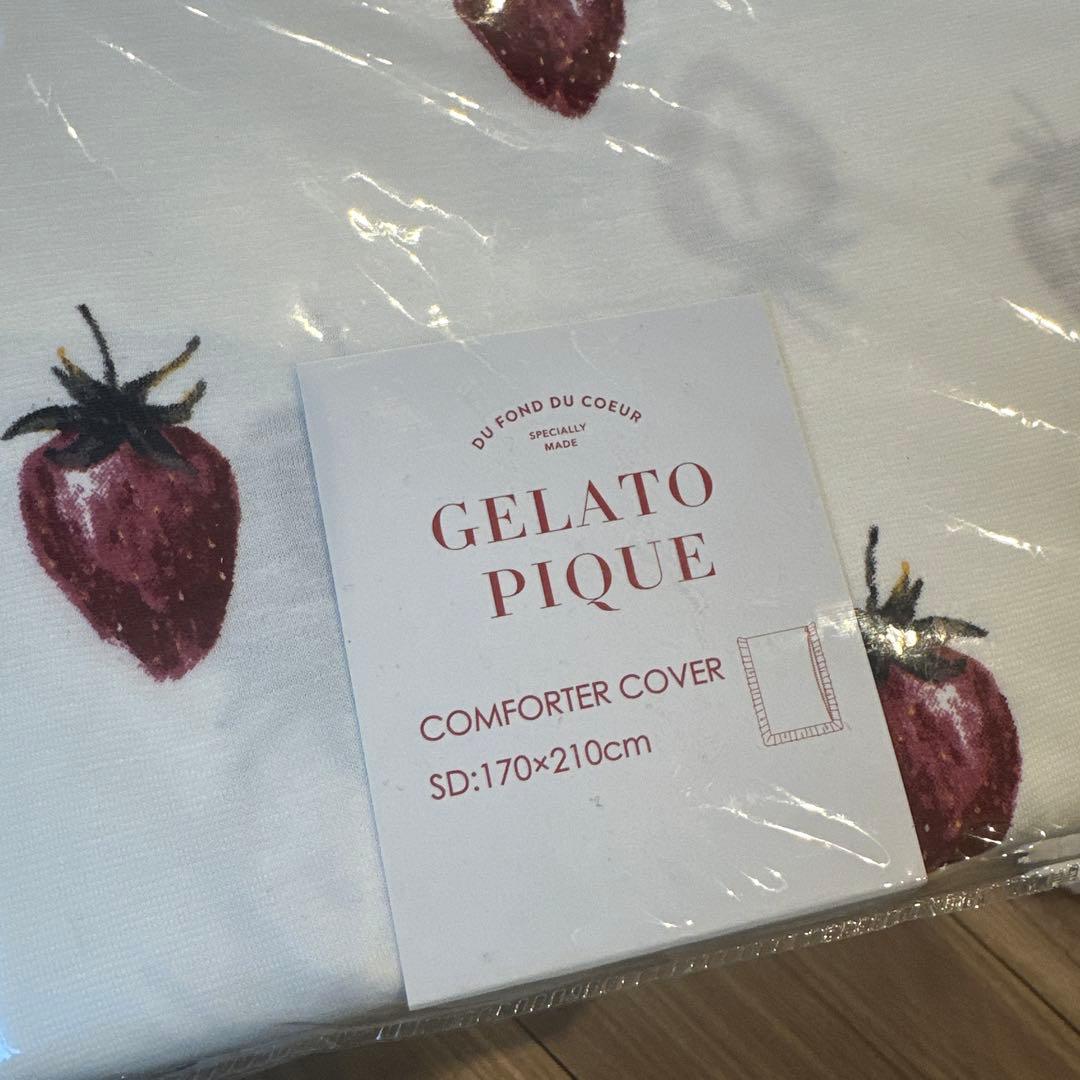 DU FOND DU COEUR
SPECIALLY
MADE
GELATO
PIQUE
COMFORTER COVER
SD:170×210cm